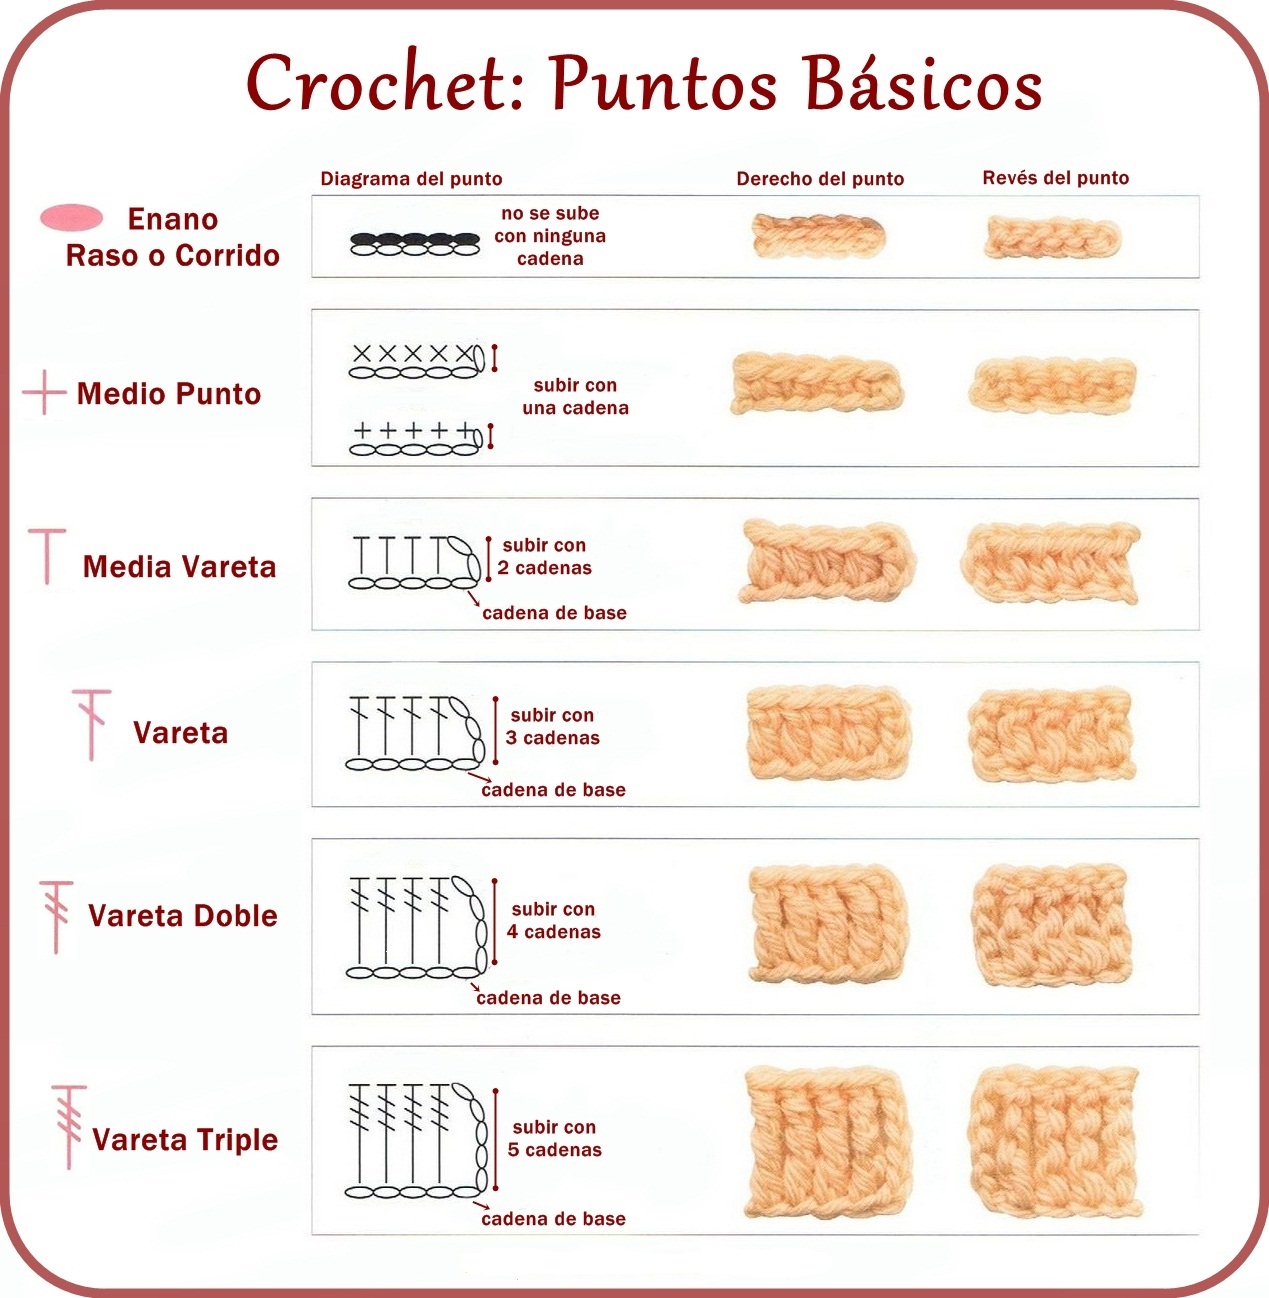 Crochet: Puntos Básicos
Diagrama del punto
Derecho del punto
Revés del punto
Enano
Raso o Corrido
no se sube
con ninguna
cadena
Medio Punto
subir con
una cadena
Media Vareta
subir con
2 cadenas
cadena de base
Vareta
subir con
3 cadenas
cadena de base
Vareta Doble
subir con
4 cadenas
cadena de base
Vareta Triple
subir con
5 cadenas
cadena de base